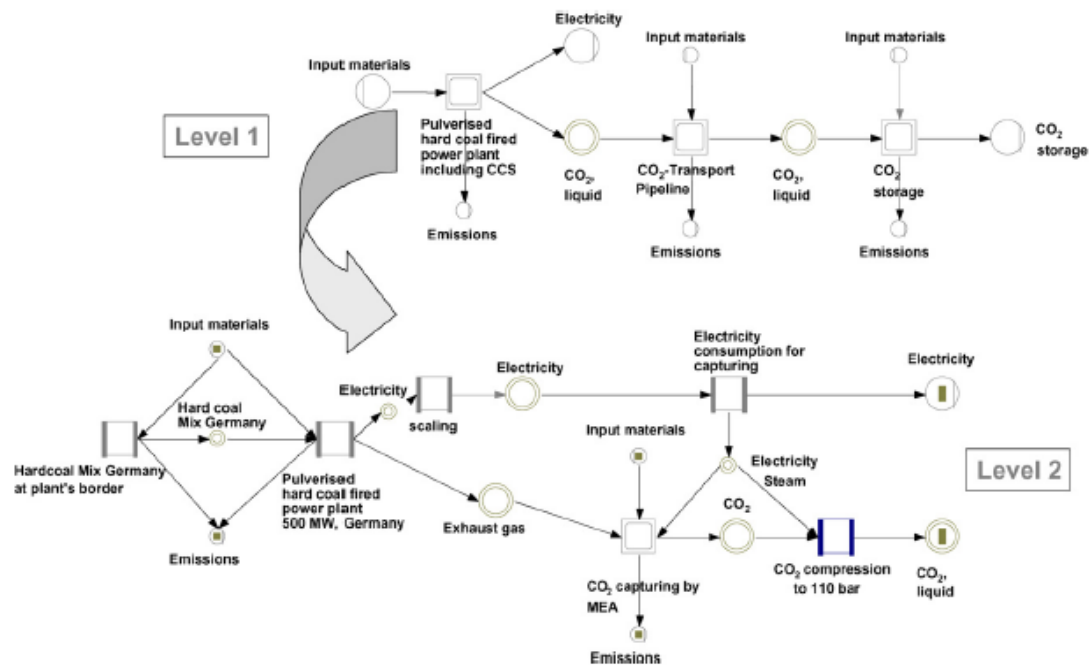 Electricity
Input materials
Input materials
Input materials
Level 1
Pulverised
hard coal fired
power plant
including CCS
CO2,
liquid
CO2-Transport
Pipeline
CO2,
liquid
CO2
storage
CO2
storage
Emissions
Emissions
Emissions
Input materials
Electricity
consumption for
capturing
Electricity
Electricity
Electricity
scaling
Hard coal
Mix Germany
Input materials
Hardcoal Mix Germany
at plant's border
Pulverised
hard coal fired
power plant
500 MW, Germany
Exhaust gas
Electricity
Steam
Level 2
CO2
Emissions
CO2 capturing by
MEA
CO2 compression
to 110 bar
CO2,
liquid
Emissions